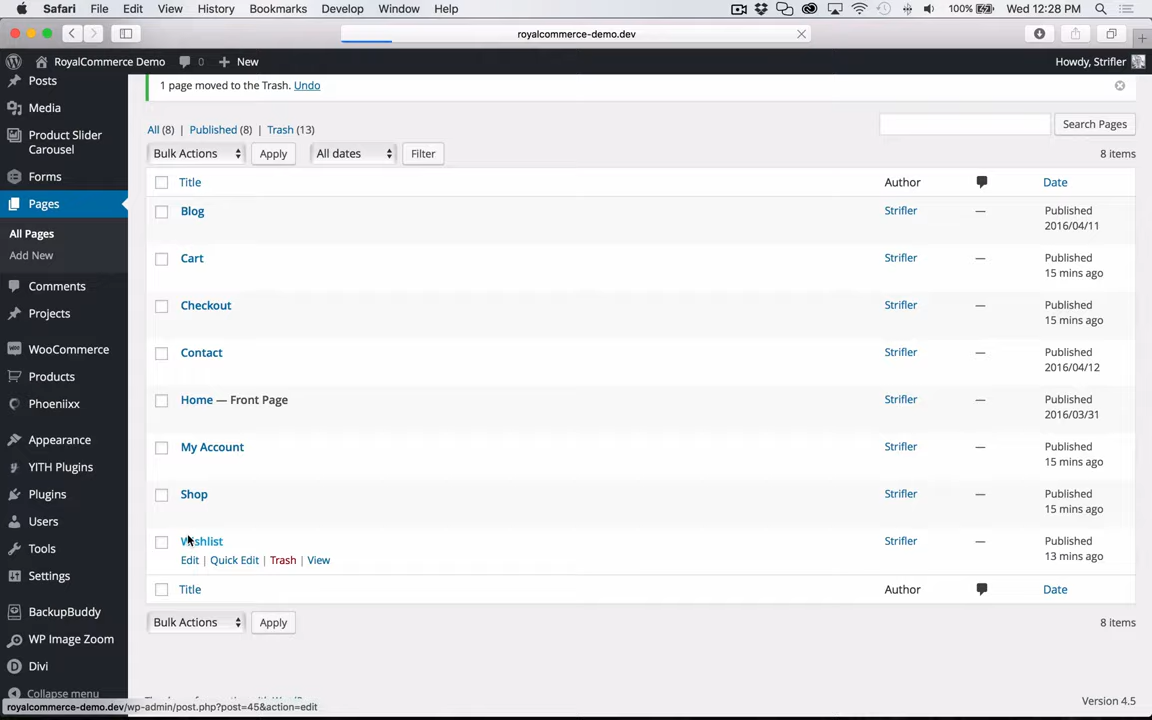 Safari File Edit View History Bookmarks Develop Window Help 100% Wed 12:28 PM
royalcommerce-demo.dev
RoyalCommerce Demo 0 New Howdy, Strifler
Posts
Media
Product Slider
Carousel
Forms
Pages
All Pages
Add New
Comments
Projects
WooCommerce
Products
Phoeniixx
Appearance
YITH Plugins
Plugins
Users
Tools
Settings
BackupBuddy
WP Image Zoom
Divi
Collapse menu
1 page moved to the Trash. Undo
All (8) | Published (8) | Trash (13)
Search Pages
Bulk Actions Apply All dates Filter 8 items
Title Author Date
Blog Strifler — Published
2016/04/11
Cart Strifler — Published
15 mins ago
Checkout Strifler — Published
15 mins ago
Contact Strifler — Published
2016/04/12
Home — Front Page Strifler — Published
2016/03/31
My Account Strifler — Published
15 mins ago
Shop Strifler — Published
15 mins ago
Wishlist Strifler — Published
Edit | Quick Edit | Trash | View 13 mins ago
Title Author Date
Bulk Actions Apply 8 items
Version 4.5
royalcommerce-demo.dev/wp-admin/post.php?post=45&action=edit